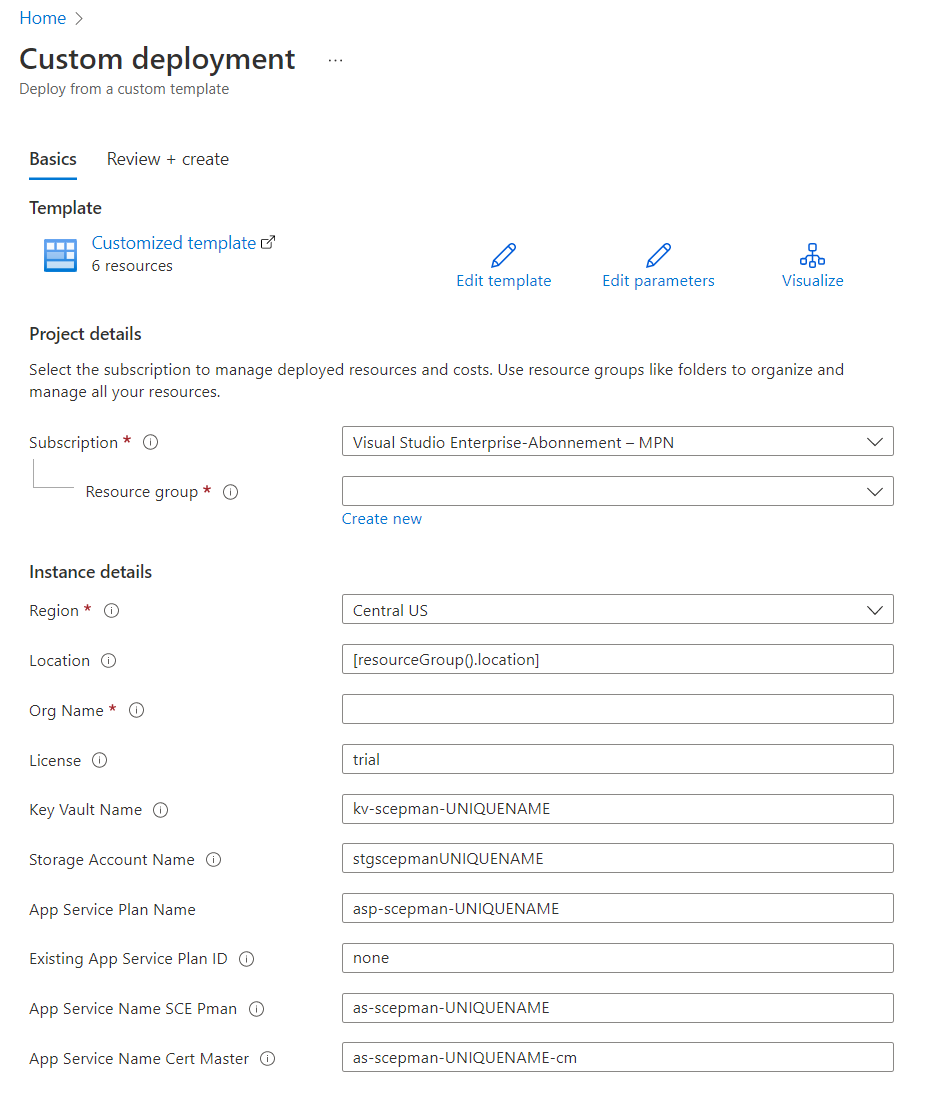 Home
Custom deployment ...
Deploy from a custom template
Basics Review + create
Template
Customized template
6 resources
Edit template Edit parameters Visualize
Project details
Select the subscription to manage deployed resources and costs. Use resource groups like folders to organize and
manage all your resources.
Subscription * Visual Studio Enterprise-Abonnement – MPN
Resource group *
Create new
Instance details
Region * Central US
Location [resourceGroup().location]
Org Name *
License trial
Key Vault Name kv-scepman-UNIQUENAME
Storage Account Name stgscepmanUNIQUENAME
App Service Plan Name asp-scepman-UNIQUENAME
Existing App Service Plan ID none
App Service Name SCE Pman as-scepman-UNIQUENAME
App Service Name Cert Master as-scepman-UNIQUENAME-cm